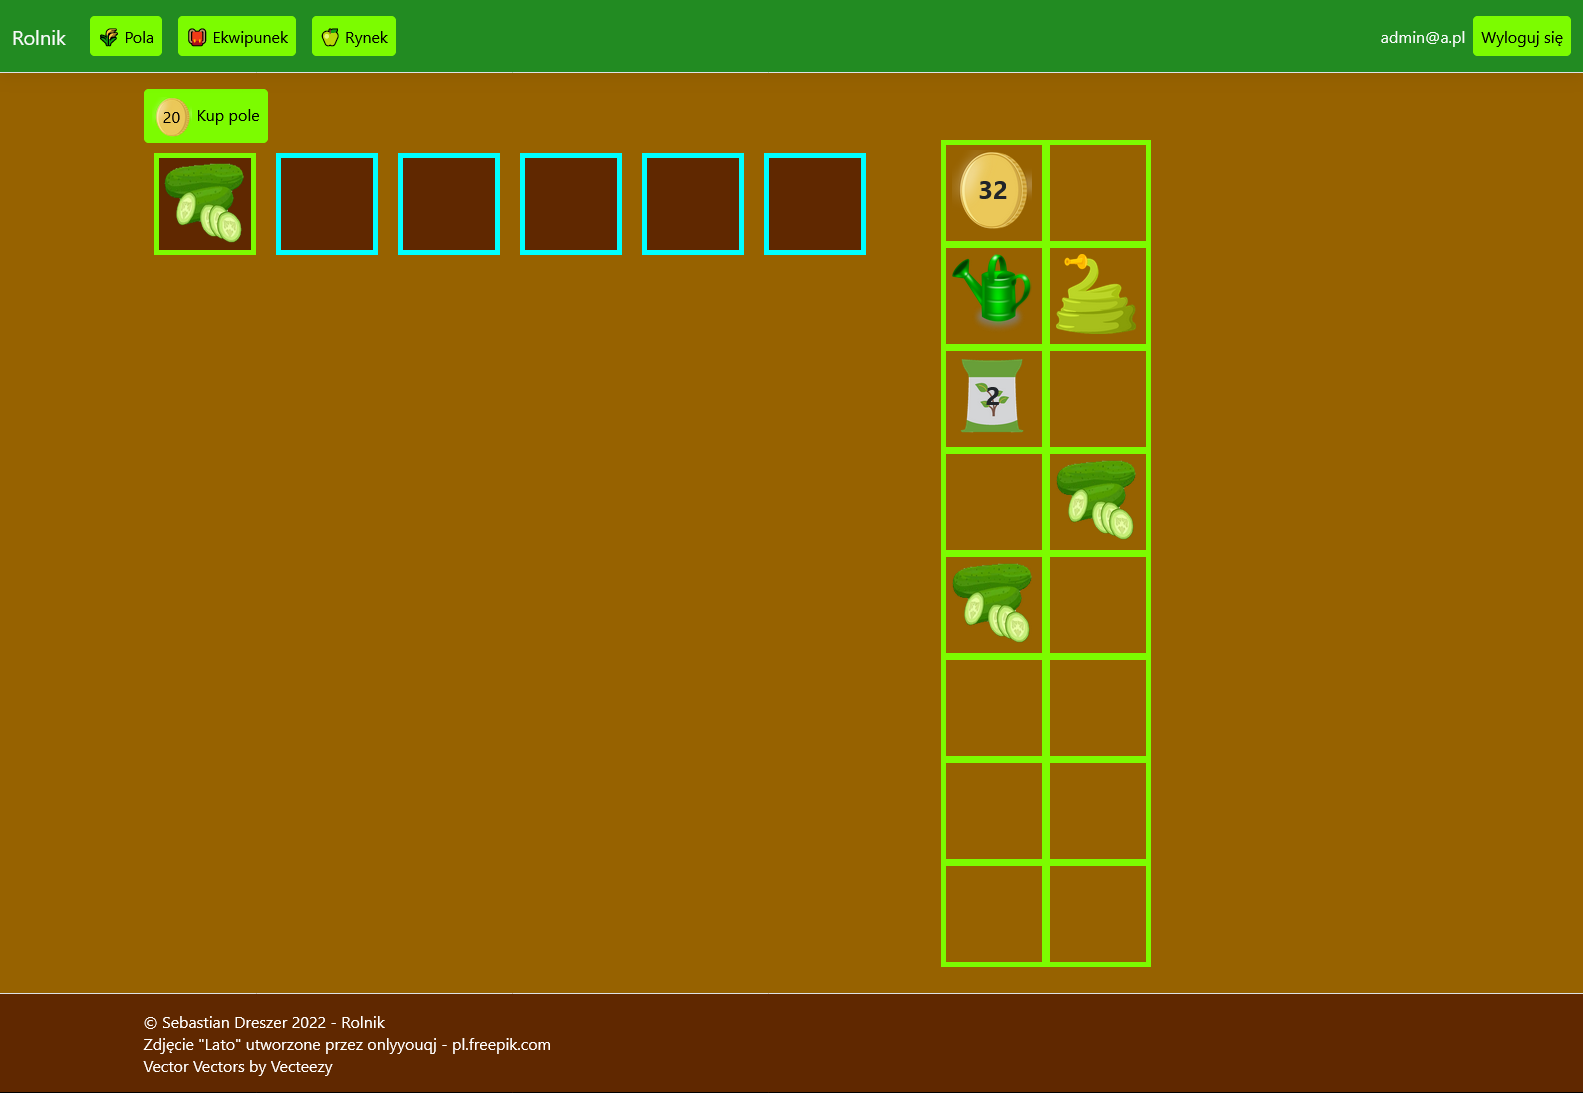 Rolnik Pola Ekwipunek Rynek admin@a.pl Wyloguj się
20 Kup pole
32
2
© Sebastian Dreszer 2022 - Rolnik
Zdjęcie "Lato" utworzone przez onlyyouqj - pl.freepik.com
Vector Vectors by Vecteezy